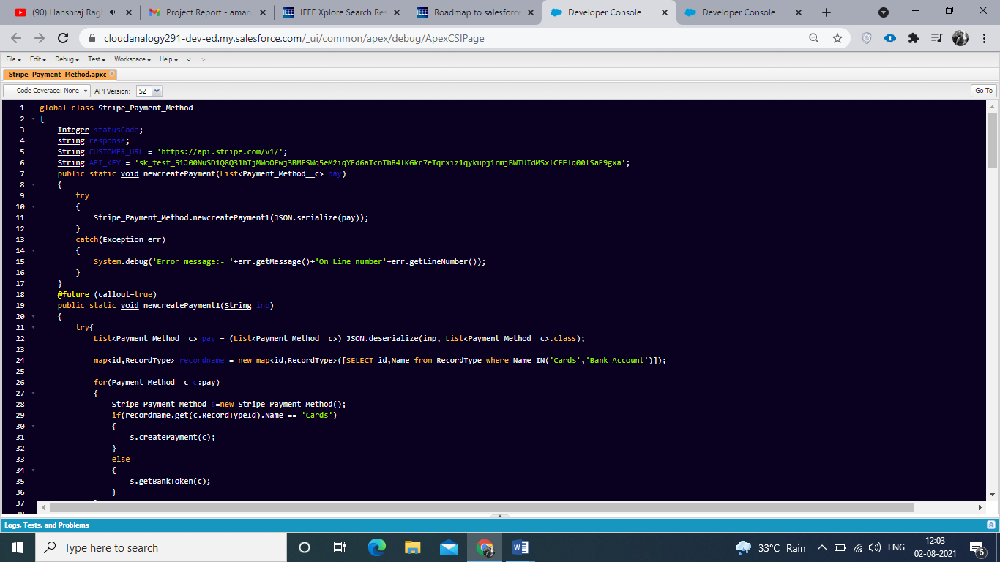 (90) Hanshraj Rag
Project Report - aman.
IEEE Xplore Search Res
Roadmap to salesforce
Developer Console
Developer Console
cloudanalogy291-dev-ed.my.salesforce.com/_ui/common/apex/debug/ApexCSIPage
File Edit Debug Test Workspace Help < >
Stripe_Payment_Method.apxc
Code Coverage: None API Version: 52 Go To
1 global class Stripe_Payment_Method
2 {
3 Integer statusCode;
4 string response;
5 String CUSTOMER_URL = 'https://api.stripe.com/v1/';
6 String API_KEY =
7 public static void newcreatePayment(List<Payment_Method__c> pay)
8 {
9 try
10 {
11 Stripe_Payment_Method.newcreatePayment1(JSON.serialize(pay));
12 }
13 catch(Exception err)
14 {
15 System.debug('Error message:- '+err.getMessage()+'On Line number'+err.getLineNumber());
16 }
17 }
18 @future (callout=true)
19 public static void newcreatePayment1(String inp)
20 {
21 try{
22 List<Payment_Method__c> pay = (List<Payment_Method__c>) JSON.deserialize(inp, List<Payment_Method__c>.class);
23
24 map<id,RecordType> recordname = new map<id,RecordType>([SELECT id,Name from RecordType where Name IN('Cards','Bank Account')]);
25
26 for(Payment_Method__c c:pay)
27 {
28 Stripe_Payment_Method s=new Stripe_Payment_Method();
29 if(recordname.get(c.RecordTypeId).Name == 'Cards')
30 {
31 s.createPayment(c);
32 }
33 else
34 {
35 s.getBankToken(c);
36 }
37
Logs, Tests, and Problems
Type here to search
33°C Rain
ENG
12:03
02-08-2021
6